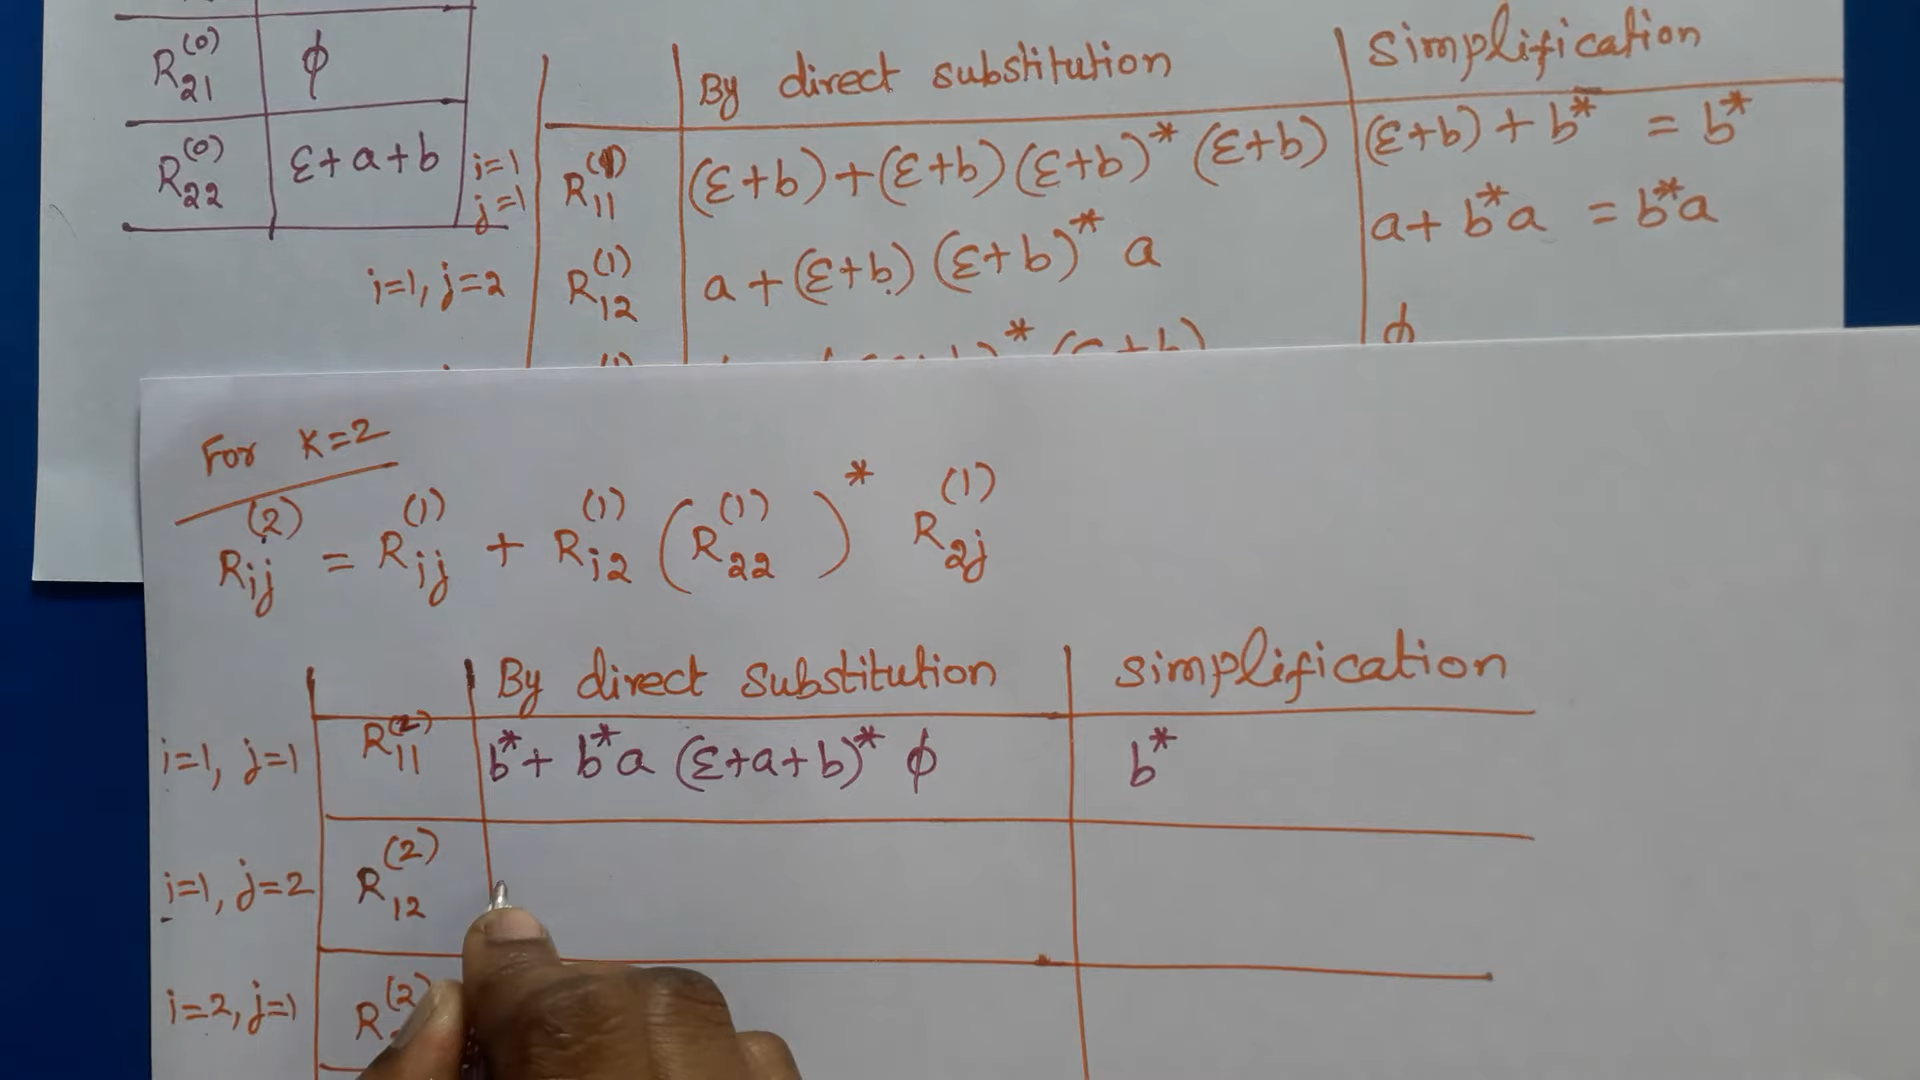 R21^(0) ϕ
R22^(0) ε+a+b
By direct substitution Simplification
i=1 j=1 R11^(1) (ε+b)+(ε+b)(ε+b)*(ε+b) (ε+b)+b* = b*
i=1, j=2 R12^(1) a+(ε+b)(ε+b)* a a+b*a = b*a
ϕ
For K=2
Rij^(2) = Rij^(1) + Ri2^(1) (R22^(1))* R2j^(1)
By direct substitution simplification
i=1, j=1 R11^(2) b*+ b*a (ε+a+b)* ϕ b*
i=1, j=2 R12^(2)
i=2, j=1 R^(2)